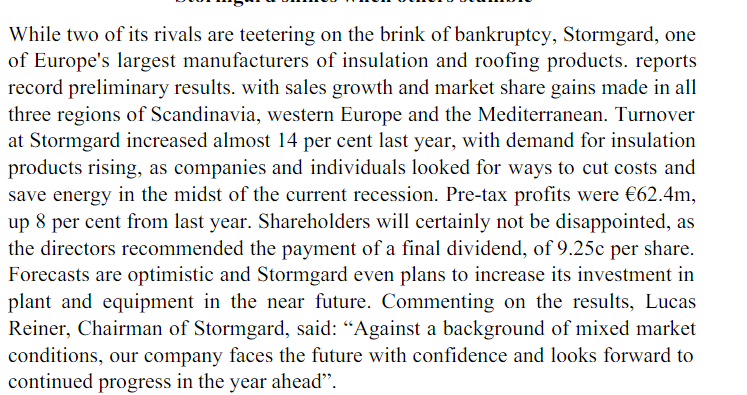 While two of its rivals are teetering on the brink of bankruptcy, Stormgard, one
of Europe's largest manufacturers of insulation and roofing products. reports
record preliminary results. with sales growth and market share gains made in all
three regions of Scandinavia, western Europe and the Mediterranean. Turnover
at Stormgard increased almost 14 per cent last year, with demand for insulation
products rising, as companies and individuals looked for ways to cut costs and
save energy in the midst of the current recession. Pre-tax profits were €62.4m,
up 8 per cent from last year. Shareholders will certainly not be disappointed, as
the directors recommended the payment of a final dividend, of 9.25c per share.
Forecasts are optimistic and Stormgard even plans to increase its investment in
plant and equipment in the near future. Commenting on the results, Lucas
Reiner, Chairman of Stormgard, said: “Against a background of mixed market
conditions, our company faces the future with confidence and looks forward to
continued progress in the year ahead”.